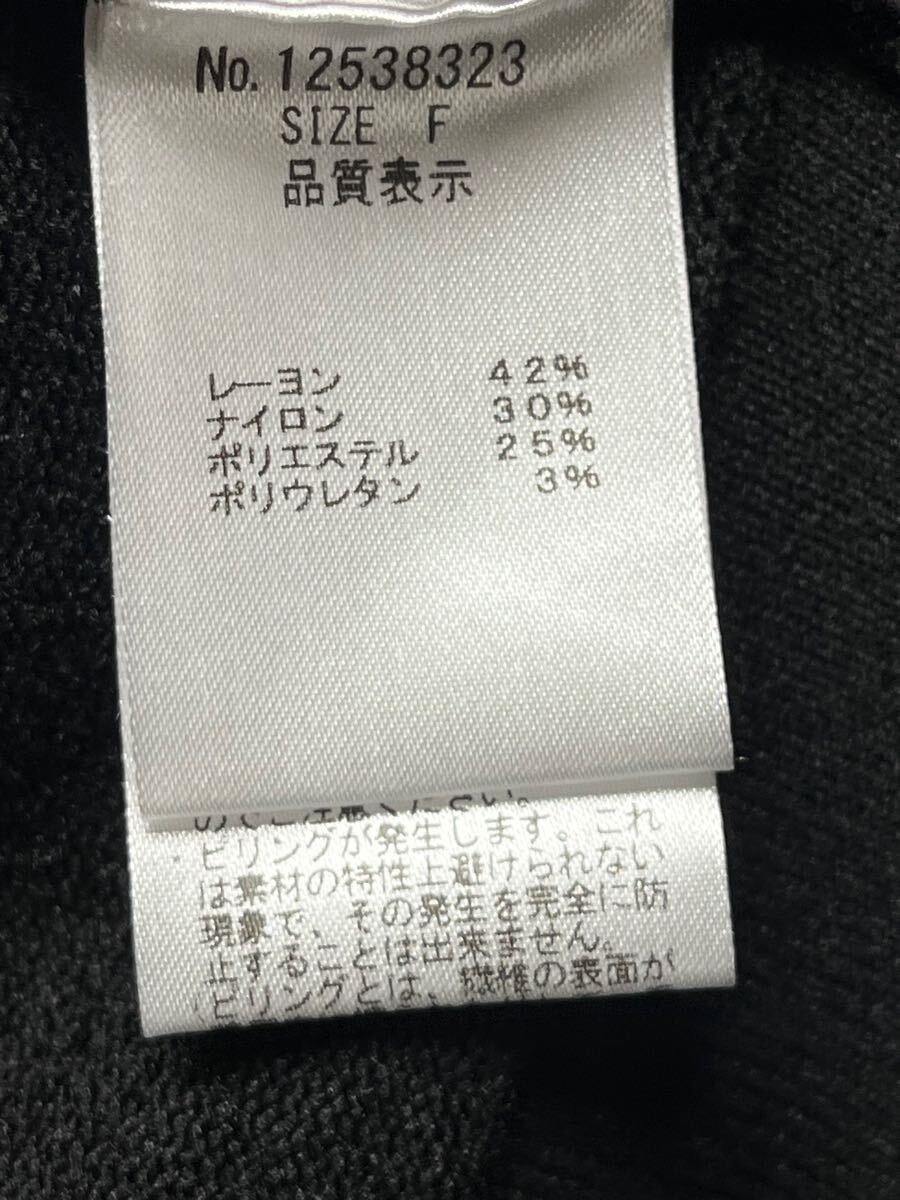 No.12538323
SIZE F
品質表示
レーヨン 42%
ナイロン 30%
ポリエステル 25%
ポリウレタン 3%
ピリングが発生します。これ
は素材の特性上避けられない
現象で、その発生を完全に防
止することは出来ません。
(ピリングとは、繊維の表面が